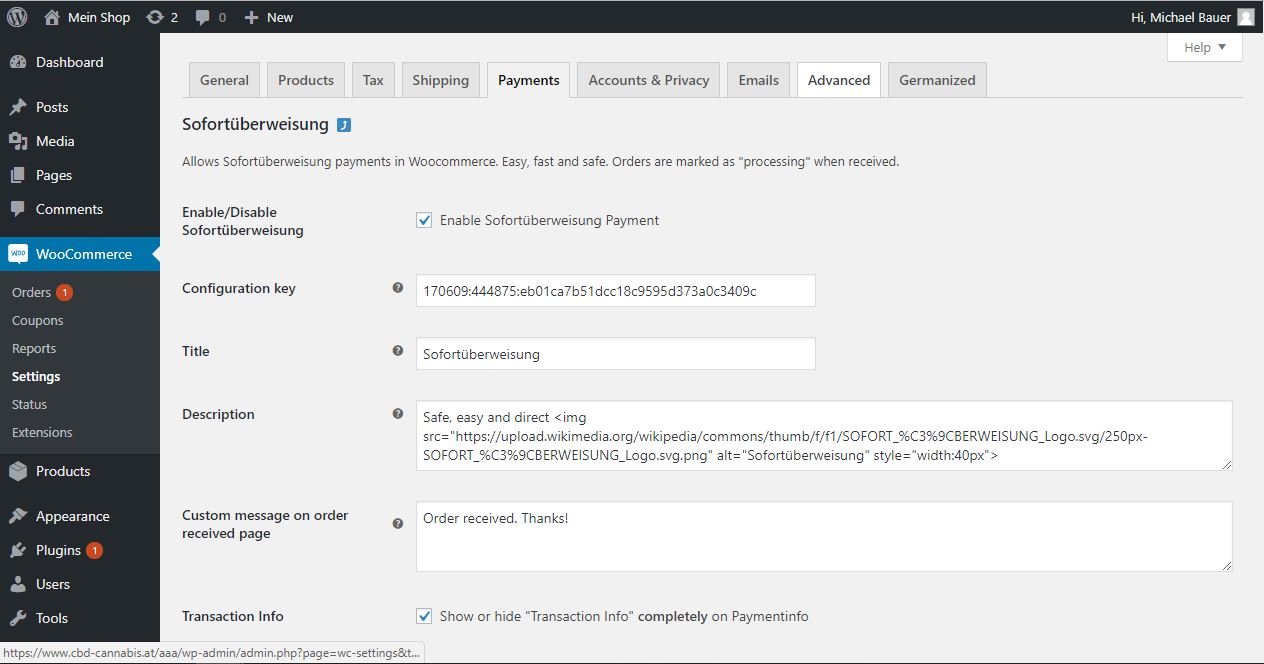 Mein Shop 2 0 New Hi, Michael Bauer
Help
Dashboard
Posts
Media
Pages
Comments
WooCommerce
Orders 1
Coupons
Reports
Settings
Status
Extensions
Products
Appearance
Plugins 1
Users
Tools
General Products Tax Shipping Payments Accounts & Privacy Emails Advanced Germanized
Sofortüberweisung
Allows Sofortüberweisung payments in Woocommerce. Easy, fast and safe. Orders are marked as "processing" when received.
Enable/Disable
Sofortüberweisung
Enable Sofortüberweisung Payment
Configuration key
170609:444875:eb01ca7b51dcc18c9595d373a0c3409c
Title
Sofortüberweisung
Description
Safe, easy and direct <img
src="https://upload.wikimedia.org/wikipedia/commons/thumb/f/f1/SOFORT_%C3%9CBERWEISUNG_Logo.svg/250px-
SOFORT_%C3%9CBERWEISUNG_Logo.svg.png" alt="Sofortüberweisung" style="width:40px">
Custom message on order
received page
Order received. Thanks!
Transaction Info
Show or hide "Transaction Info" completely on Paymentinfo
https://www.cbd-cannabis.at/aaa/wp-admin/admin.php?page=wc-settings&t...